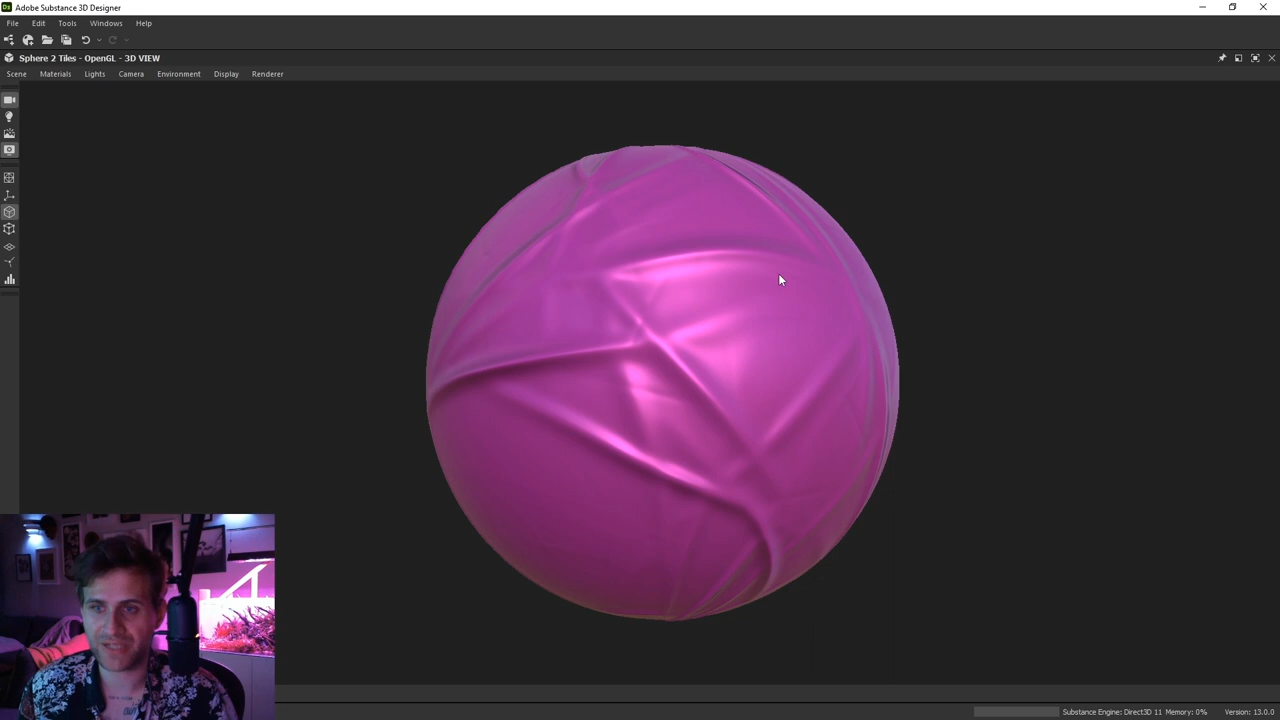 Adobe Substance 3D Designer
File Edit Tools Windows Help
Sphere 2 Tiles - OpenGL - 3D VIEW
Scene Materials Lights Camera Environment Display Renderer
Substance Engine: Direct3D 11 Memory: 0% Version: 13.0.0